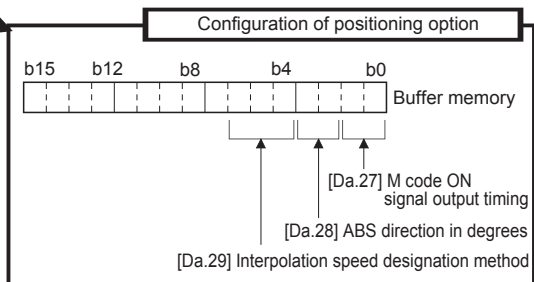 Configuration of positioning option
b15 b12 b8 b4 b0
Buffer memory
[Da.27] M code ON
signal output timing
[Da.28] ABS direction in degrees
[Da.29] Interpolation speed designation method